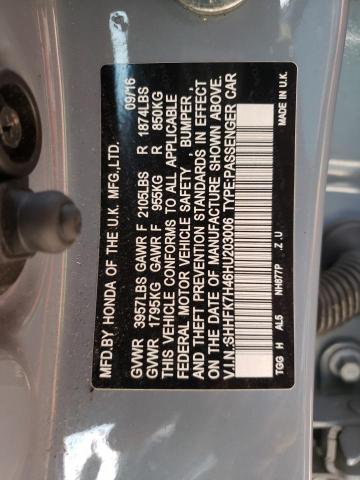 MFD.BY HONDA OF THE U.K. MFG.,LTD. 09/16
GVWR 3957LBS GAWR F 2105LBS R 1874LBS
GVWR 1795KG GAWR F 955KG R 850KG
THIS VEHICLE CONFORMS TO ALL APPLICABLE
FEDERAL MOTOR VEHICLE SAFETY , BUMPER ,
AND THEFT PREVENTION STANDARDS IN EFFECT
ON THE DATE OF MANUFACTURE SHOWN ABOVE.
V.I.N.:SHHFK7H46HU203006 TYPE:PASSENGER CAR
TGG H AL5 NH877P . Z . U MADE IN U.K.